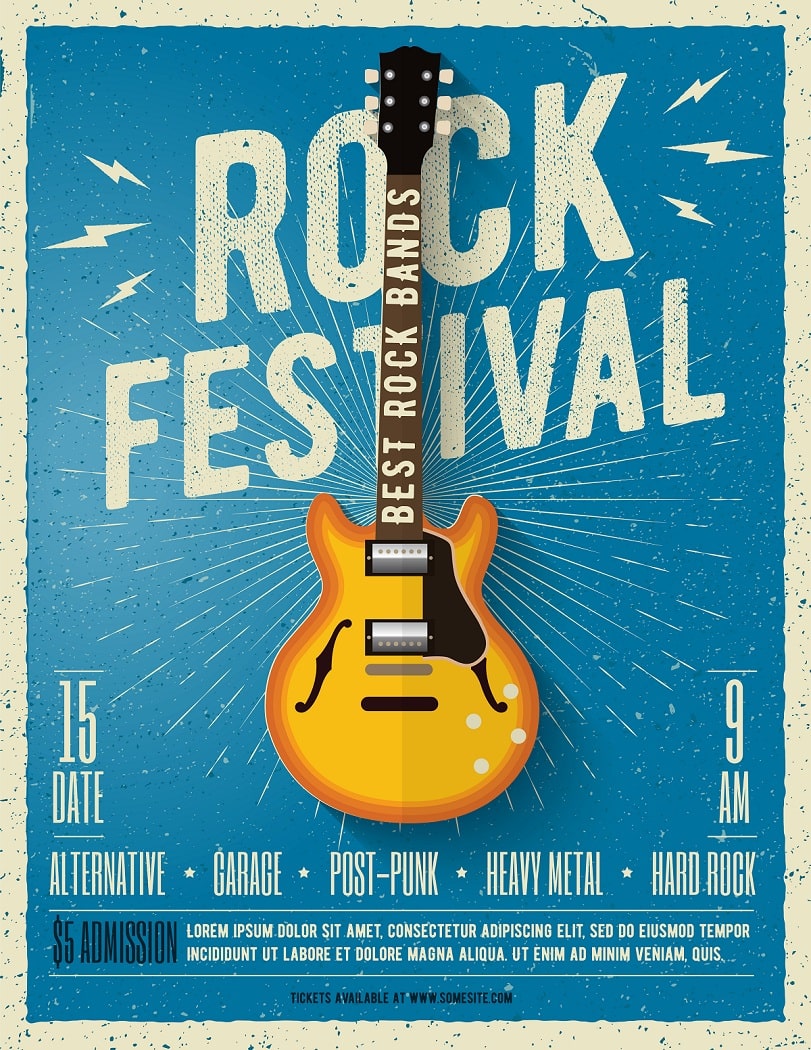 ROCK
FESTIVAL
BEST ROCK BANDS
15
DATE
9
AM
ALTERNATIVE ★ GARAGE ★ POST-PUNK ★ HEAVY METAL ★ HARD ROCK
$5 ADMISSION
LOREM IPSUM DOLOR SIT AMET, CONSECTETUR ADIPISCING ELIT, SED DO EIUSMOD TEMPOR
INCIDIDUNT UT LABORE ET DOLORE MAGNA ALIQUA. UT ENIM AD MINIM VENIAM, QUIS.
TICKETS AVAILABLE AT WWW.SOMESITE.COM